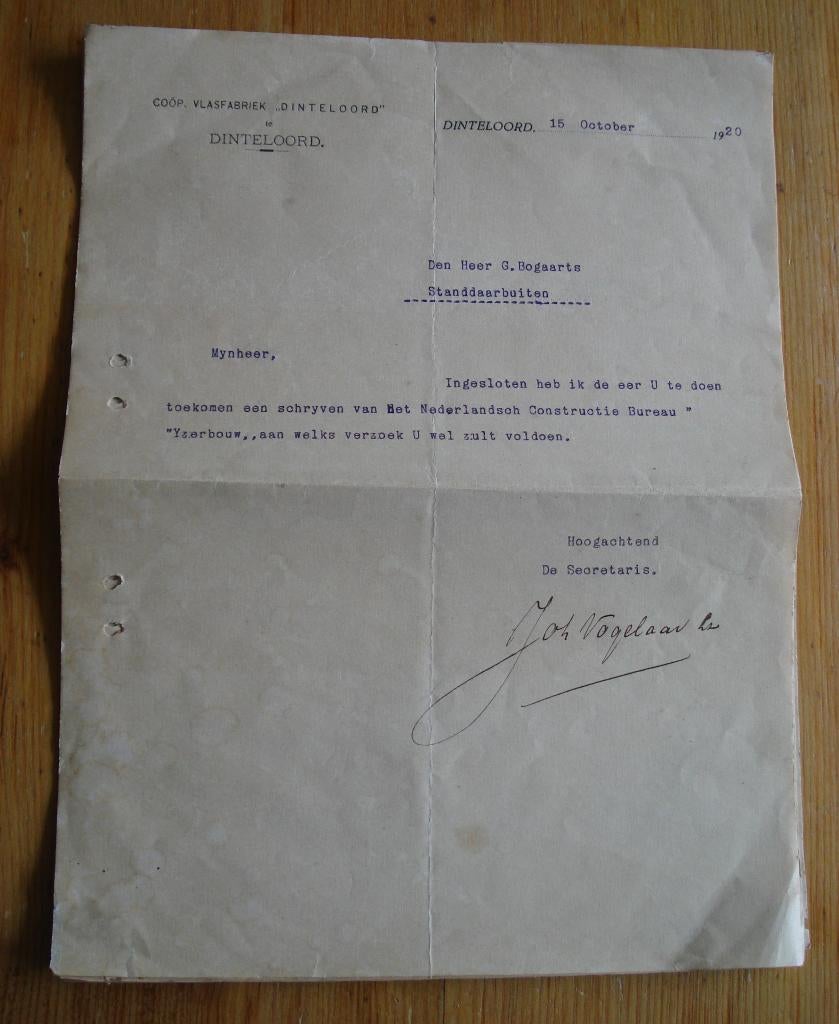 COÖP. VLASFABRIEK „DINTELOORD"
te
DINTELOORD.
DINTELOORD, 15 October 1920
Den Heer G.Bogaarts
Standdaarbuiten
Mynheer,
Ingesloten heb ik de eer U te doen
toekomen een schryven van Het Nederlandsch Constructie Bureau "
"Yzerbouw,,aan welks verzoek U wel zult voldoen.
Hoogachtend
De Secretaris.
Joh Vogelaar